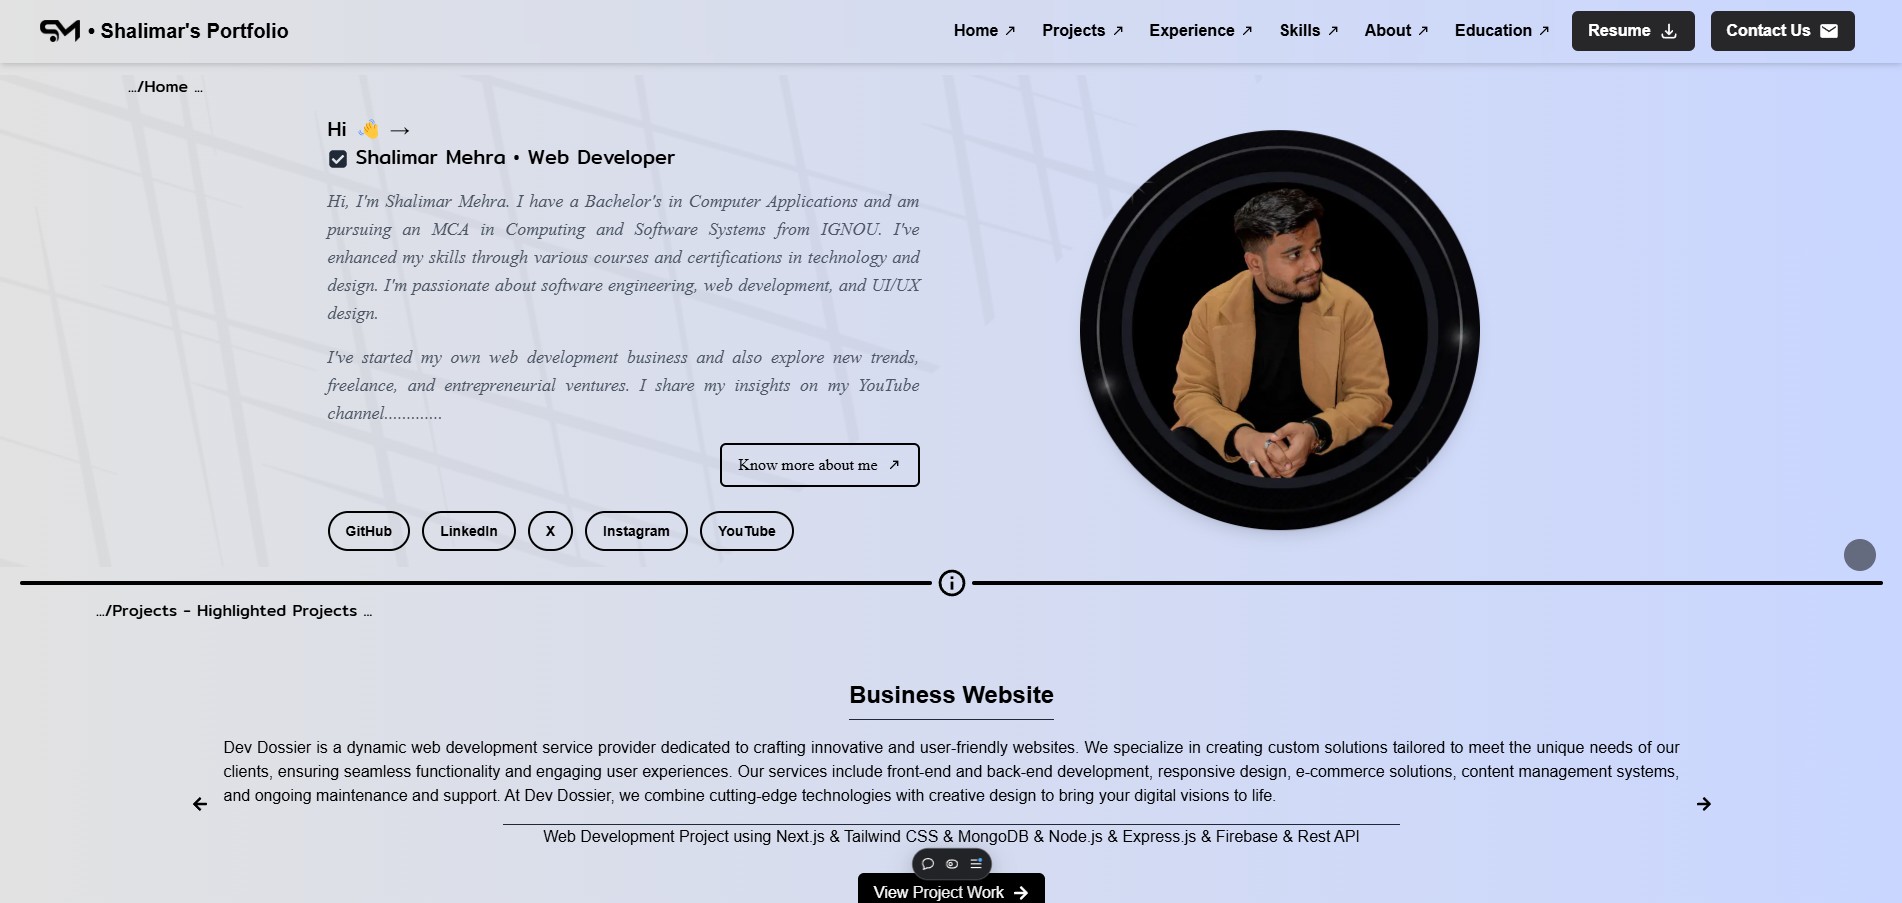 SM • Shalimar's Portfolio
Home Projects Experience Skills About Education Resume Contact Us
.../Home ...
Hi 👋 →
Shalimar Mehra • Web Developer
Hi, I'm Shalimar Mehra. I have a Bachelor's in Computer Applications and am
pursuing an MCA in Computing and Software Systems from IGNOU. I've
enhanced my skills through various courses and certifications in technology and
design. I'm passionate about software engineering, web development, and UI/UX
design.
I've started my own web development business and also explore new trends,
freelance, and entrepreneurial ventures. I share my insights on my YouTube
channel.............
Know more about me
GitHub LinkedIn X Instagram YouTube
.../Projects - Highlighted Projects ...
Business Website
Dev Dossier is a dynamic web development service provider dedicated to crafting innovative and user-friendly websites. We specialize in creating custom solutions tailored to meet the unique needs of our
clients, ensuring seamless functionality and engaging user experiences. Our services include front-end and back-end development, responsive design, e-commerce solutions, content management systems,
and ongoing maintenance and support. At Dev Dossier, we combine cutting-edge technologies with creative design to bring your digital visions to life.
Web Development Project using Next.js & Tailwind CSS & MongoDB & Node.js & Express.js & Firebase & Rest API
View Project Work